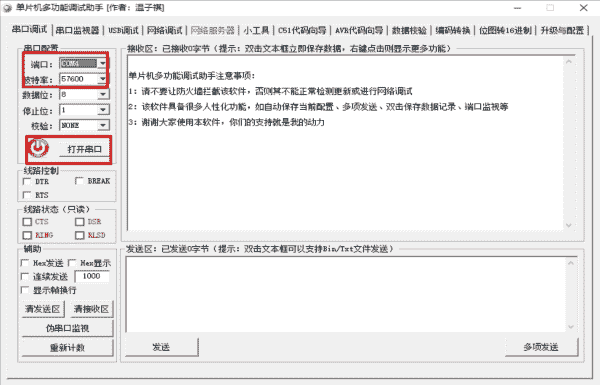 单片机多功能调试助手 [作者：温子祺]
串口调试 | 串口监视器 | USB调试 | 网络调试 | 网络服务器 | 小工具 | C51代码向导 | AVR代码向导 | 数据校验 | 编码转换 | 位图转16进制 | 升级与配置
串口配置
端口： COM4
波特率： 57600
数据位： 8
停止位： 1
校验： NONE
打开串口
线路控制
DTR BREAK
RTS
线路状态（只读）
CTS DSR
RING RLSD
辅助
Hex发送 Hex显示
连续发送 1000
显示帧换行
清发送区 清接收区
伪串口监视
重新计数
接收区：已接收0字节（提示：双击文本框立即保存数据，右键点击则显示更多功能）
单片机多功能调试助手注意事项：
1：请不要让防火墙拦截该软件，否则其不能正常检测更新或进行网络调试
2：该软件具备很多人性化功能，如自动保存当前配置、多项发送、双击保存数据记录、端口监视等
3：谢谢大家使用本软件，你们的支持就是我的动力
发送区：已发送0字节（提示：双击文本框可以支持Bin/Txt文件发送）
发送 多项发送